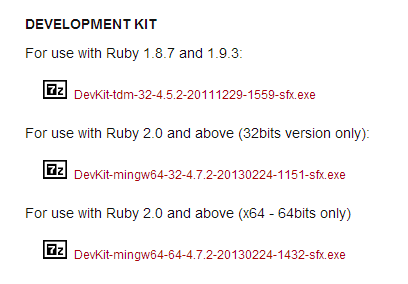 DEVELOPMENT KIT
For use with Ruby 1.8.7 and 1.9.3:
7z DevKit-tdm-32-4.5.2-20111229-1559-sfx.exe
For use with Ruby 2.0 and above (32bits version only):
7z DevKit-mingw64-32-4.7.2-20130224-1151-sfx.exe
For use with Ruby 2.0 and above (x64 - 64bits only)
7z DevKit-mingw64-64-4.7.2-20130224-1432-sfx.exe